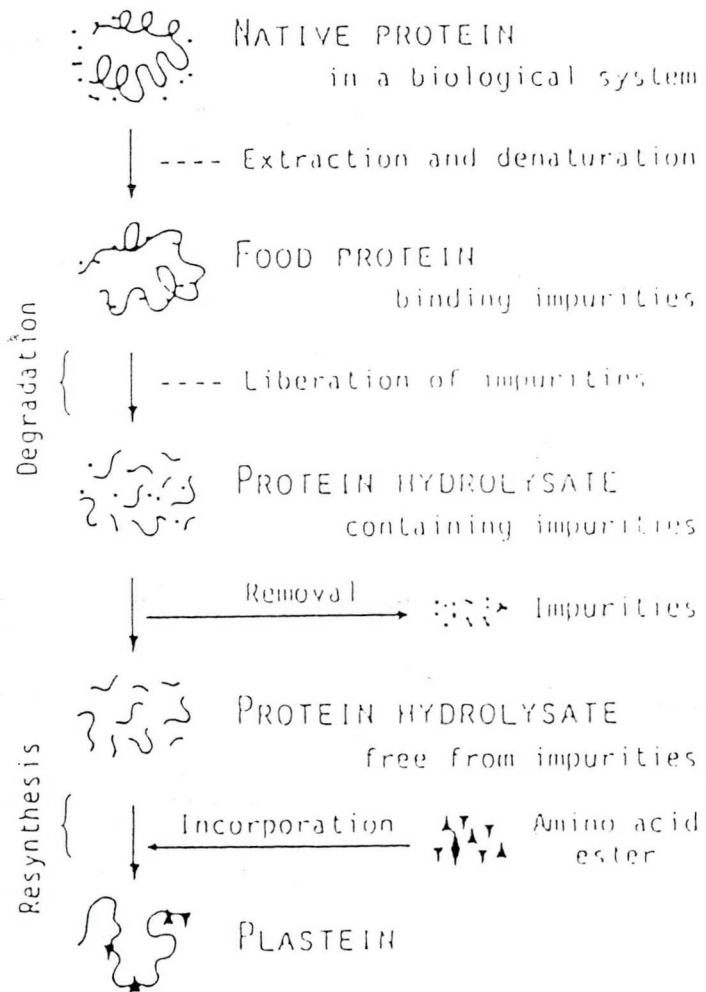 NATIVE PROTEIN
in a biological system
---- Extraction and denaturation
FOOD PROTEIN
binding impurities
Degradation
---- Liberation of impurities
PROTEIN HYDROLYSATE
containing impurities
Removal
Impurities
PROTEIN HYDROLYSATE
free from impurities
Resynthesis
Incorporation
Amino acid
ester
PLASTEIN